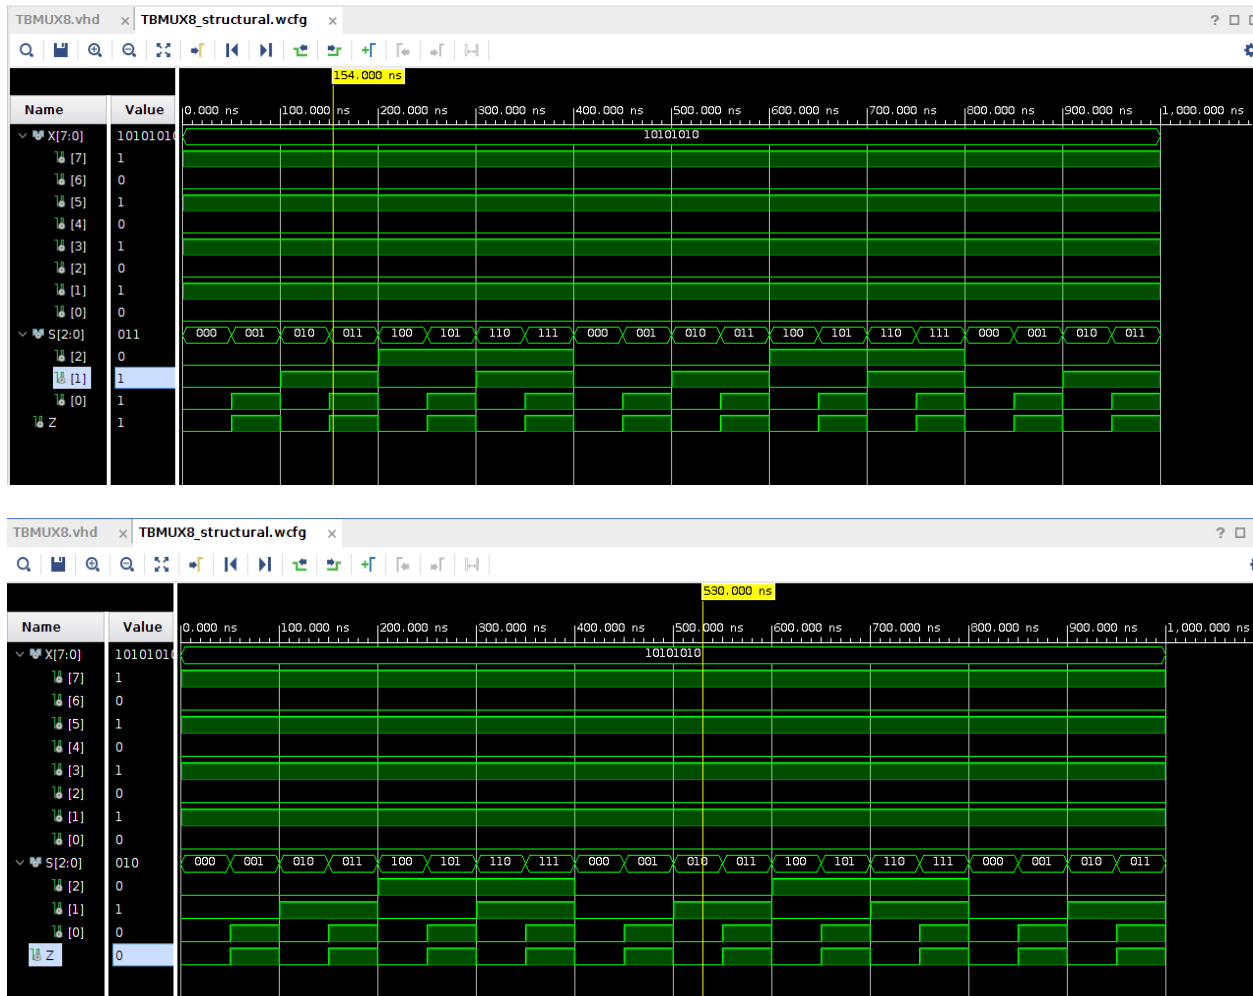 TBMUX8.vhd × TBMUX8_structural.wcfg ×
?
154.000 ns
Name Value 0.000 ns 100.000 ns 200.000 ns 300.000 ns 400.000 ns 500.000 ns 600.000 ns 700.000 ns 800.000 ns 900.000 ns 1,000.000 ns
X[7:0] 10101010 10101010
[7] 1
[6] 0
[5] 1
[4] 0
[3] 1
[2] 0
[1] 1
[0] 0
S[2:0] 011 000 001 010 011 100 101 110 111 000 001 010 011 100 101 110 111 000 001 010 011
[2] 0
[1] 1
[0] 1
Z 1
TBMUX8.vhd × TBMUX8_structural.wcfg ×
?
530.000 ns
Name Value 0.000 ns 100.000 ns 200.000 ns 300.000 ns 400.000 ns 500.000 ns 600.000 ns 700.000 ns 800.000 ns 900.000 ns 1,000.000 ns
X[7:0] 10101010 10101010
[7] 1
[6] 0
[5] 1
[4] 0
[3] 1
[2] 0
[1] 1
[0] 0
S[2:0] 010 000 001 010 011 100 101 110 111 000 001 010 011 100 101 110 111 000 001 010 011
[2] 0
[1] 1
[0] 0
Z 0